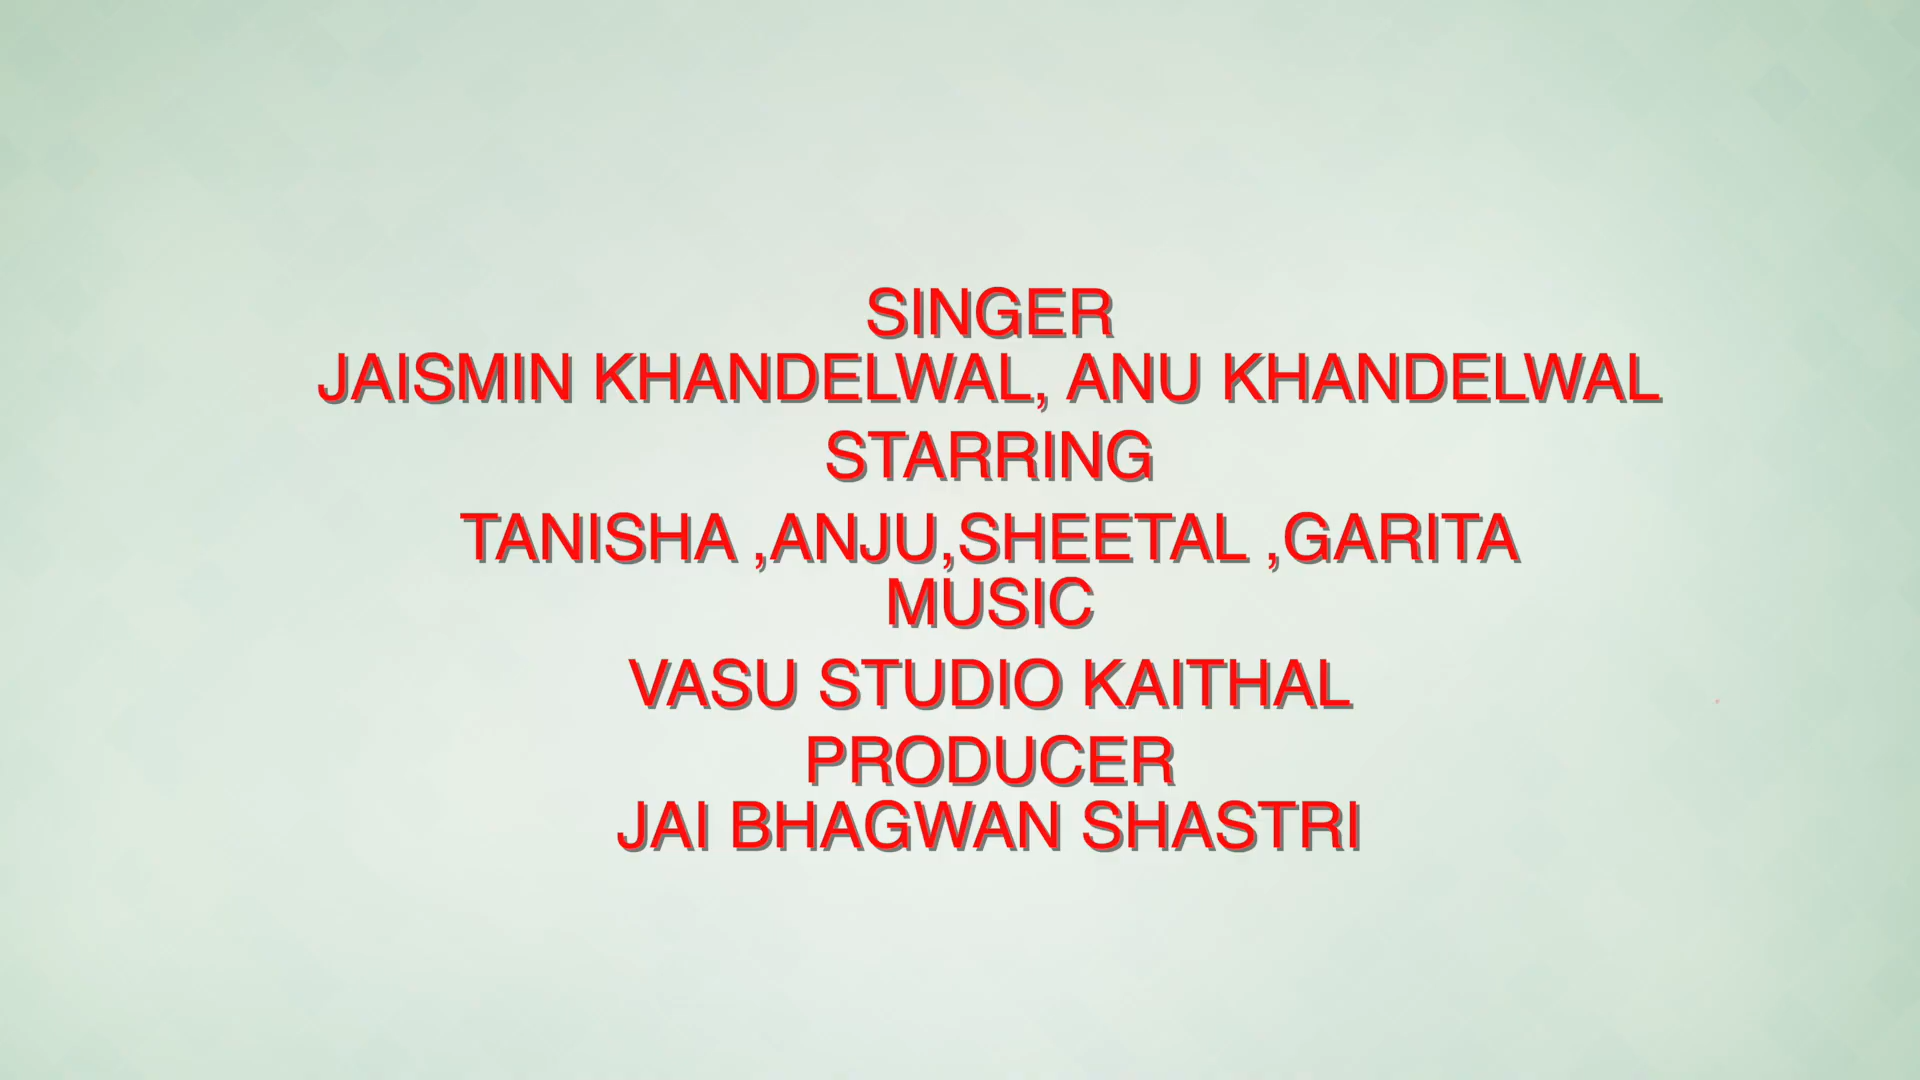 SINGER
JAISMIN KHANDELWAL, ANU KHANDELWAL
STARRING
TANISHA ,ANJU,SHEETAL ,GARITA
MUSIC
VASU STUDIO KAITHAL
PRODUCER
JAI BHAGWAN SHASTRI